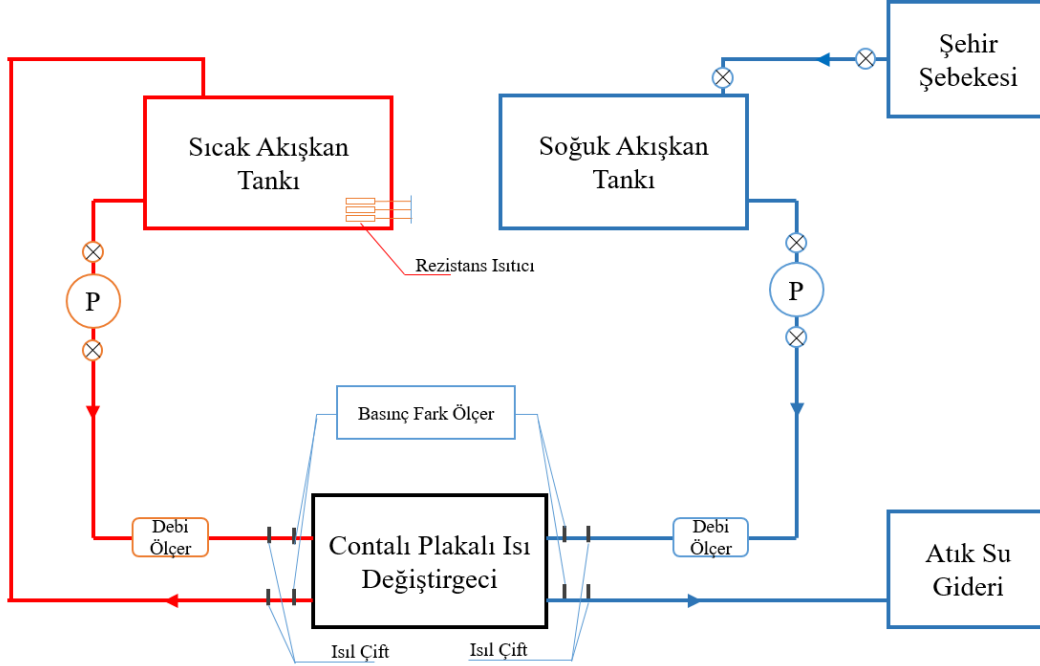 Şehir
Şebekesi
Sıcak Akışkan
Tankı
Soğuk Akışkan
Tankı
Rezistans Isıtıcı
P
P
Basınç Fark Ölçer
Debi
Ölçer
Contalı Plakalı Isı
Değiştirgeci
Debi
Ölçer
Atık Su
Gideri
Isıl Çift
Isıl Çift